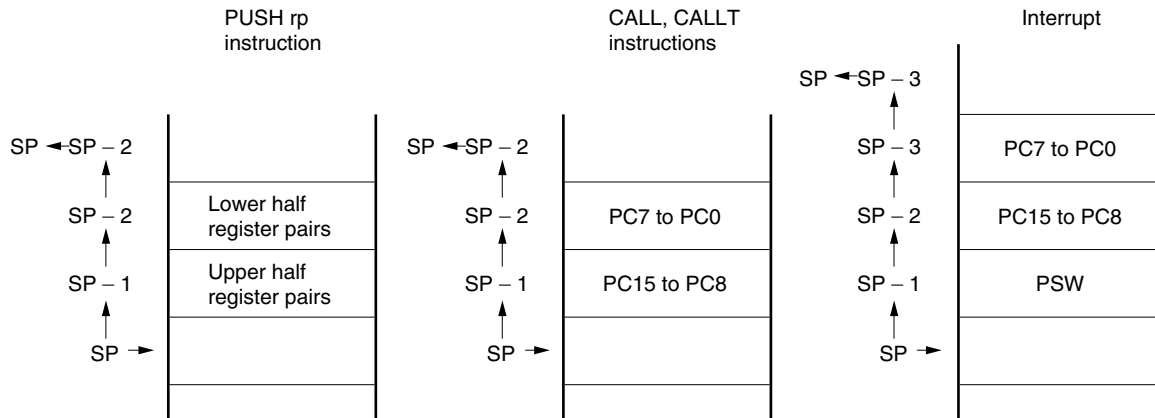 PUSH rp
instruction
SP ← SP – 2
SP – 2
SP – 1
SP →
Lower half
register pairs
Upper half
register pairs
CALL, CALLT
instructions
SP ← SP – 2
SP – 2
SP – 1
SP →
PC7 to PC0
PC15 to PC8
Interrupt
SP ← SP – 3
SP – 3
SP – 2
SP – 1
SP →
PC7 to PC0
PC15 to PC8
PSW